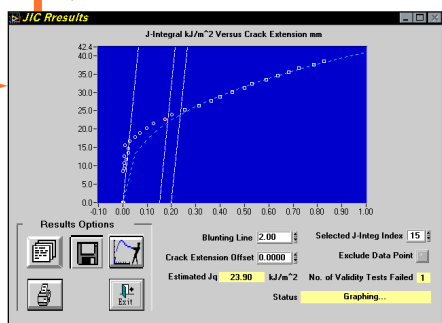 JIC Rresults
J-Integral kJ/m^2 Versus Crack Extension mm
42.4
40.0
35.0
30.0
25.0
20.0
15.0
10.0
5.0
0.0
-0.10 0.00 0.10 0.20 0.30 0.40 0.50 0.60 0.70 0.80 0.90 1.00
Results Options
Exit
Blunting Line 2.00
Selected J-Integ Index 15
Crack Extension Offset 0.0000
Exclude Data Point
Estimated Jq 23.90 kJ/m^2
No. of Validity Tests Failed 1
Status Graphing...